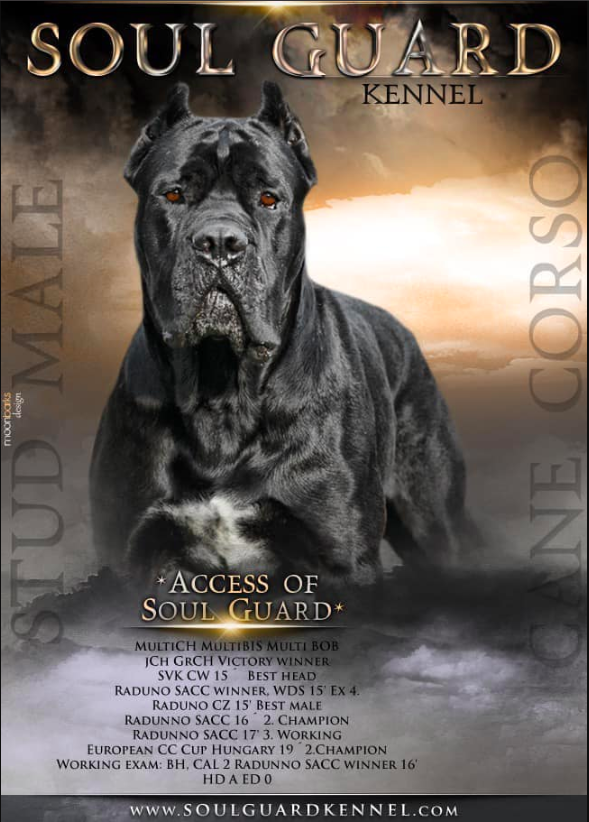 SOUL GUARD
KENNEL
STUD MALE
CANE CORSO
moonbarks
design
*ACCESS OF
SOUL GUARD*
MULTICH MULTIBIS MULTI BOB
JCH GRCH VICTORY WINNER
SVK CW 15 ´ BEST HEAD
RADUNO SACC WINNER, WDS 15' EX 4.
RADUNO CZ 15' BEST MALE
RADUNNO SACC 16 ´ 2. CHAMPION
RADUNNO SACC 17' 3. WORKING
EUROPEAN CC CUP HUNGARY 19 ´ 2.CHAMPION
WORKING EXAM: BH, CAL 2 RADUNNO SACC WINNER 16'
HD A ED 0
WWW.SOULGUARDKENNEL.COM